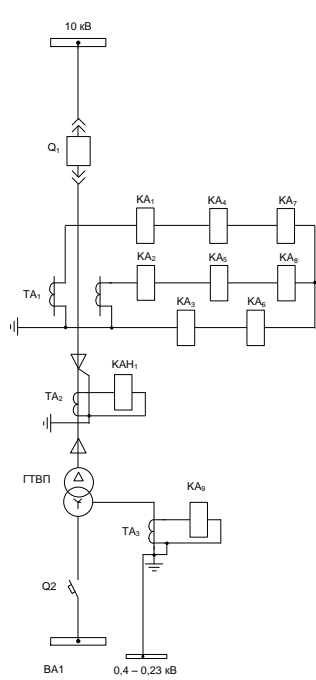 10 кВ
Q₁
KA₁ KA₄ KA₇
KA₂ KA₅ KA₈
TA₁
KA₃ KA₆
KAH₁
TA₂
ГТВП
KA₉
TA₃
Q2
BA1 0,4 – 0,23 кВ